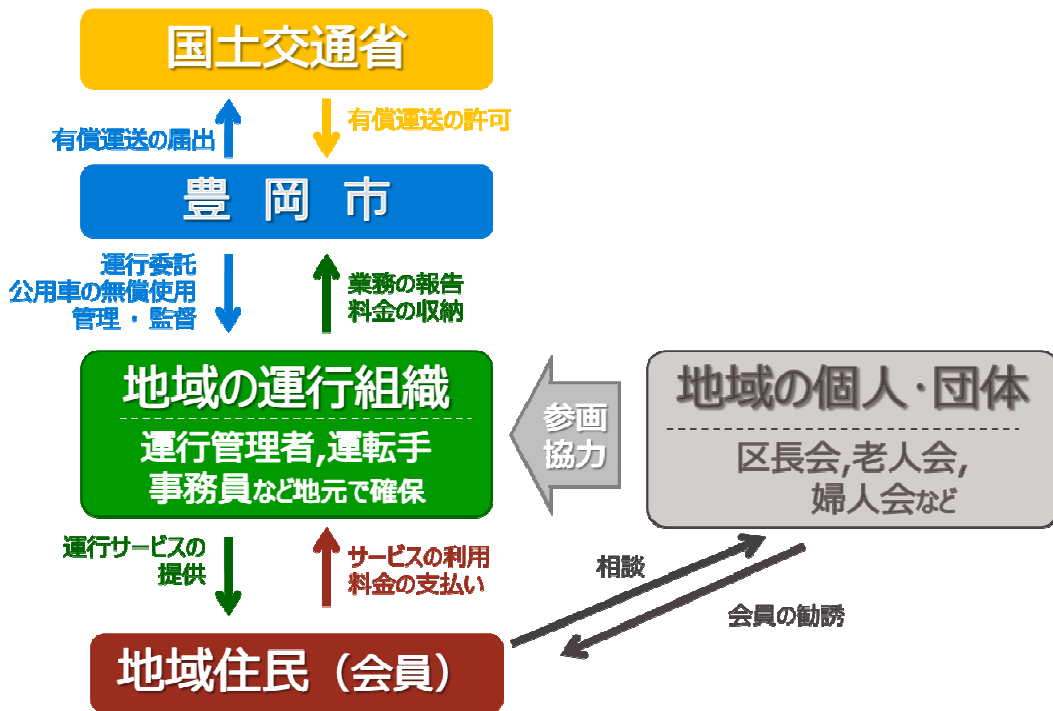 国土交通省
有償運送の届出
有償運送の許可
豊 岡 市
運行委託
公用車の無償使用
管理・監督
業務の報告
料金の収納
地域の運行組織
運行管理者,運転手
事務員など地元で確保
参画
協力
地域の個人・団体
区長会,老人会,
婦人会など
運行サービスの
提供
サービスの利用
料金の支払い
相談
会員の勧誘
地域住民（会員）